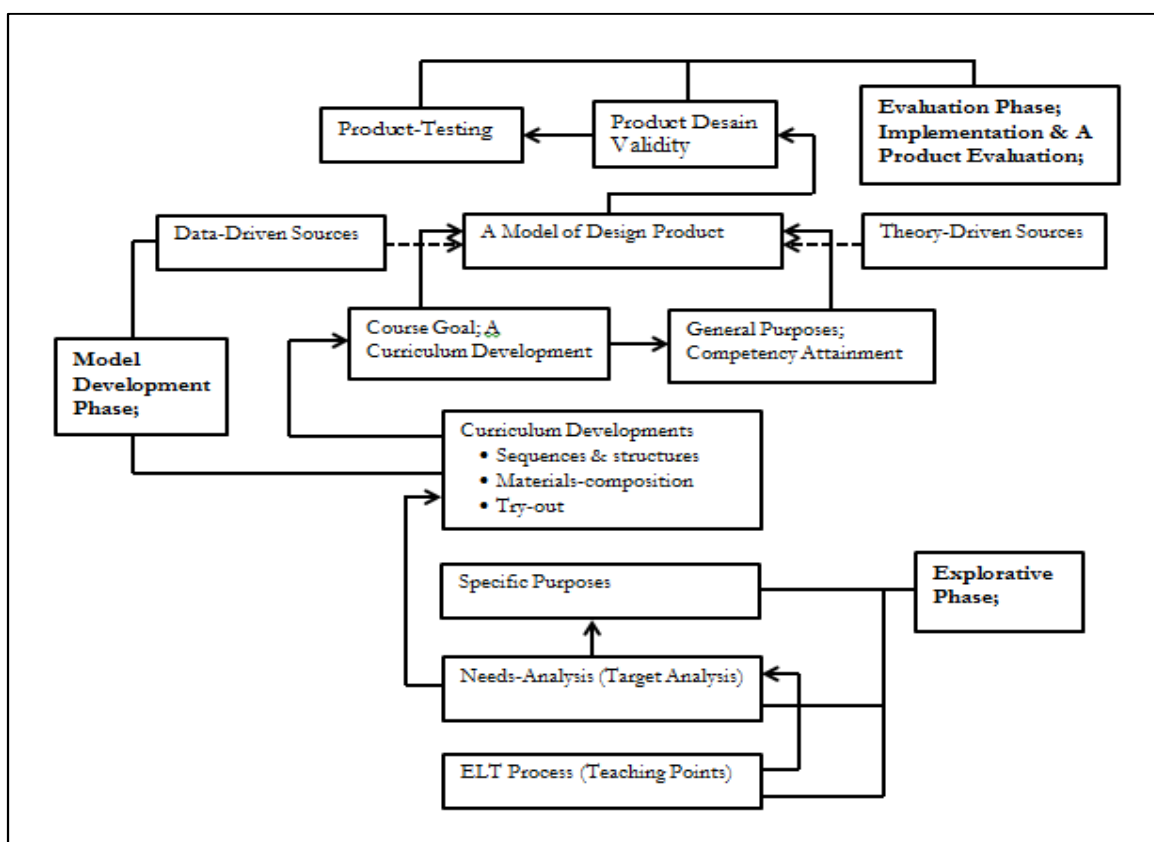 Product-Testing
Product Desain
Validity
Evaluation Phase;
Implementation & A
Product Evaluation;
Data-Driven Sources
A Model of Design Product
Theory-Driven Sources
Course Goal; A
Curriculum Development
General Purposes;
Competency Attainment
Model
Development
Phase;
Curriculum Developments
• Sequences & structures
• Materials-composition
• Try-out
Specific Purposes
Explorative
Phase;
Needs-Analysis (Target Analysis)
ELT Process (Teaching Points)